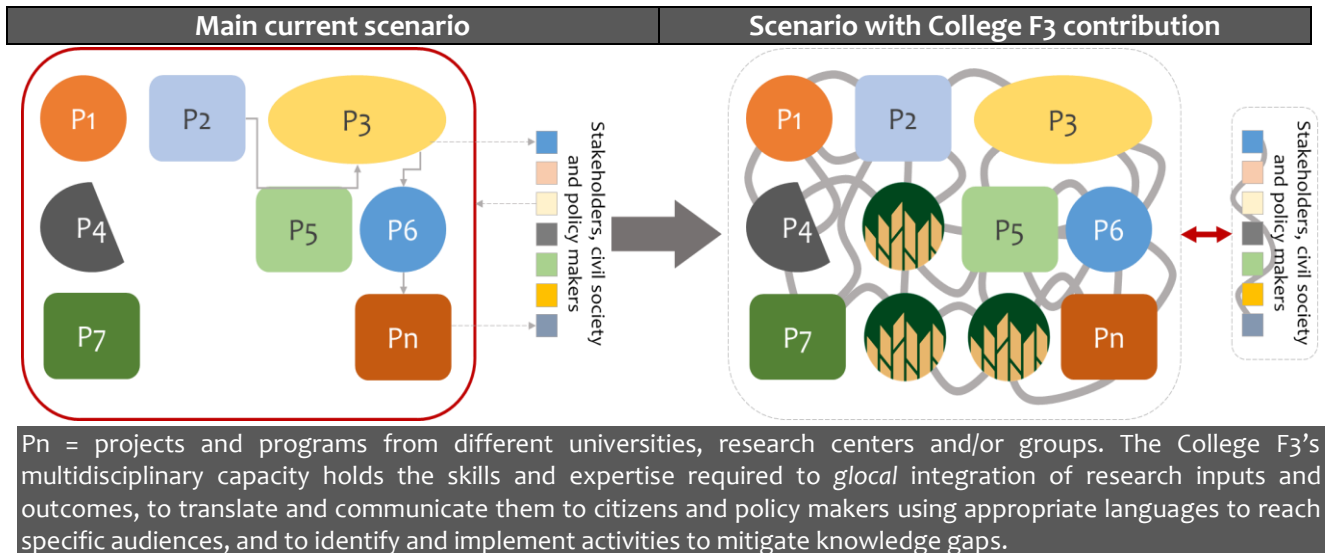 Main current scenario
Scenario with College F3 contribution
P1
P2
P3
P4
P5
P6
P7
Pn
Stakeholders, civil society
and policy makers
P1
P2
P3
P4
P5
P6
P7
Pn
Stakeholders, civil society
and policy makers
Pn = projects and programs from different universities, research centers and/or groups. The College F3’s
multidisciplinary capacity holds the skills and expertise required to glocal integration of research inputs and
outcomes, to translate and communicate them to citizens and policy makers using appropriate languages to reach
specific audiences, and to identify and implement activities to mitigate knowledge gaps.